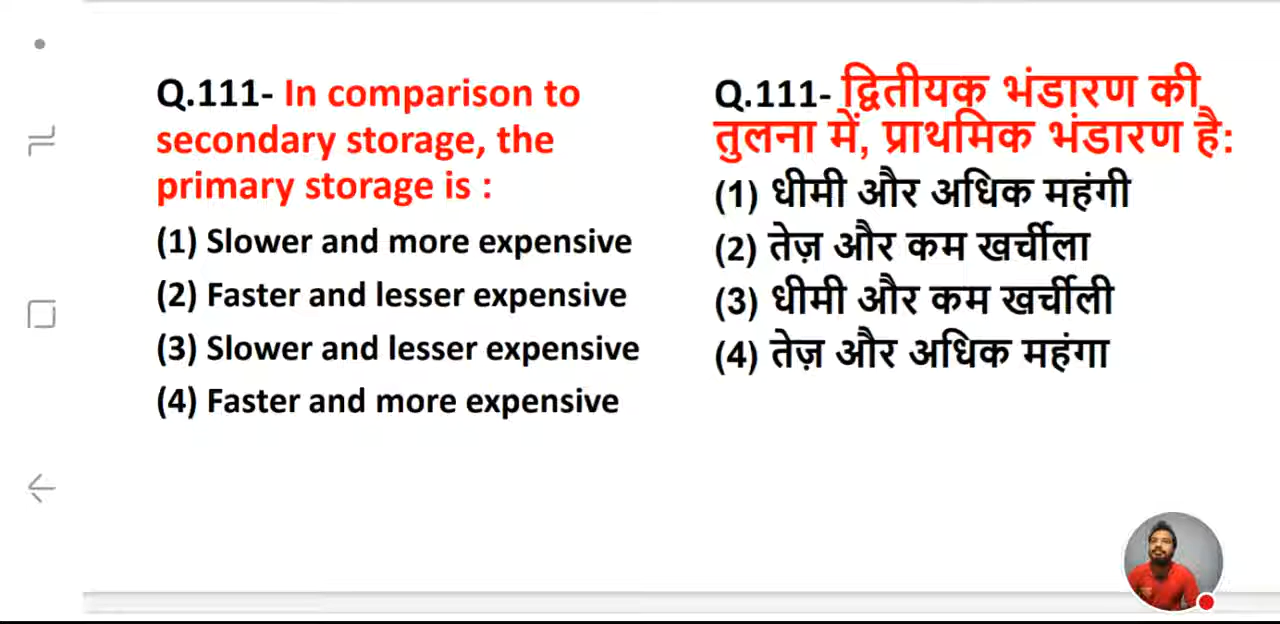 Q.111- In comparison to
secondary storage, the
primary storage is :
(1) Slower and more expensive
(2) Faster and lesser expensive
(3) Slower and lesser expensive
(4) Faster and more expensive
Q.111- द्वितीयक भंडारण की
तुलना में, प्राथमिक भंडारण है:
(1) धीमी और अधिक महंगी
(2) तेज़ और कम खर्चीला
(3) धीमी और कम खर्चीली
(4) तेज़ और अधिक महंगा